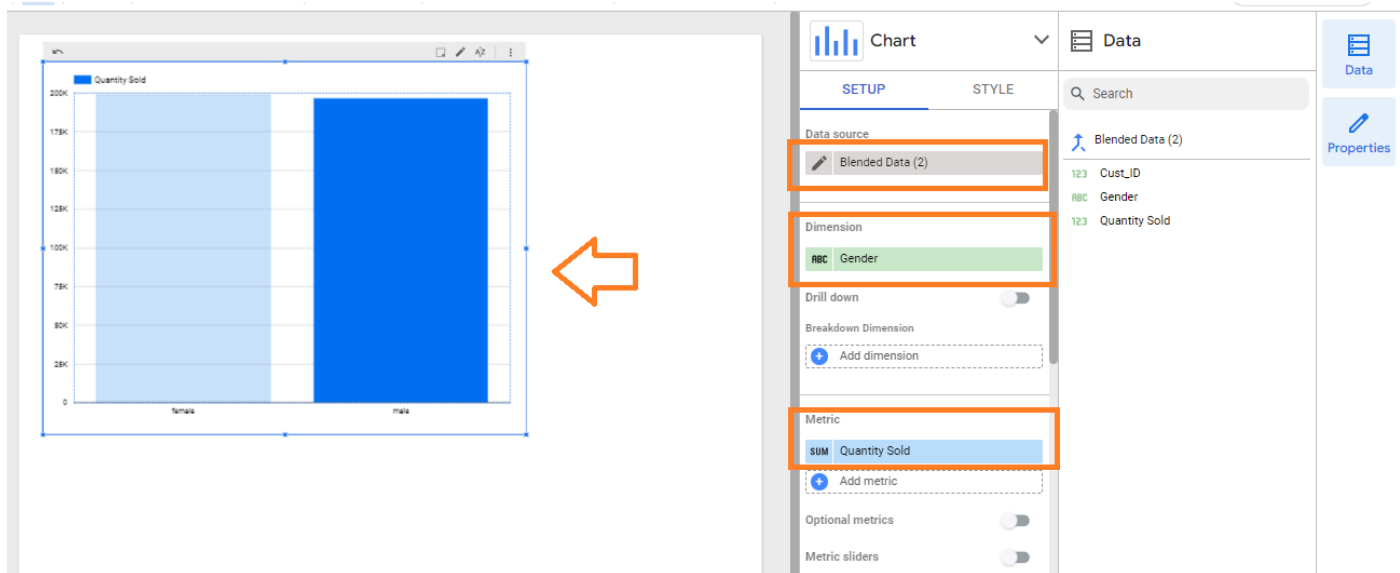 Quantity Sold
200K
175K
150K
125K
100K
75K
50K
25K
0
female
male
Chart
SETUP
STYLE
Data source
Blended Data (2)
Dimension
ABC Gender
Drill down
Breakdown Dimension
Add dimension
Metric
SUM Quantity Sold
Add metric
Optional metrics
Metric sliders
Data
Search
Blended Data (2)
123 Cust_ID
ABC Gender
123 Quantity Sold
Data
Properties